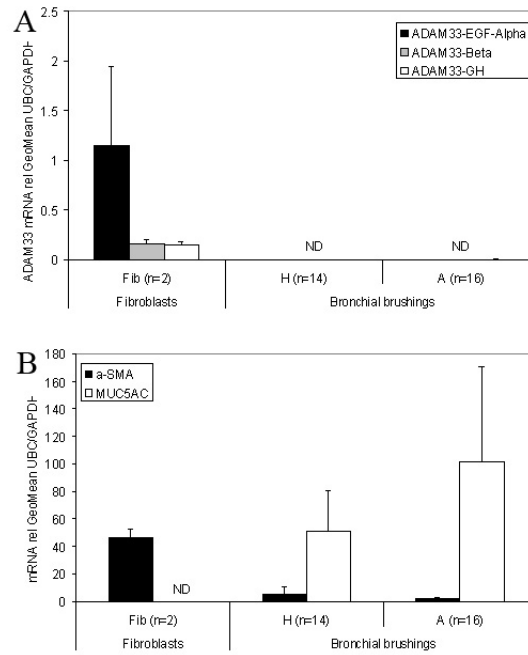 A
2.5
2
1.5
1
0.5
0
ADAM33 mRNA rel GeoMean UBC/GAPDH
ADAM33-EGF-Alpha
ADAM33-Beta
ADAM33-GH
ND
ND
Fib (n=2)
H (n=14)
A (n=16)
Fibroblasts
Bronchial brushings
B
180
160
140
120
100
80
60
40
20
0
mRNA rel GeoMean UBC/GAPDH
a-SMA
MUC5AC
ND
Fib (n=2)
H (n=14)
A (n=16)
Fibroblasts
Bronchial brushings